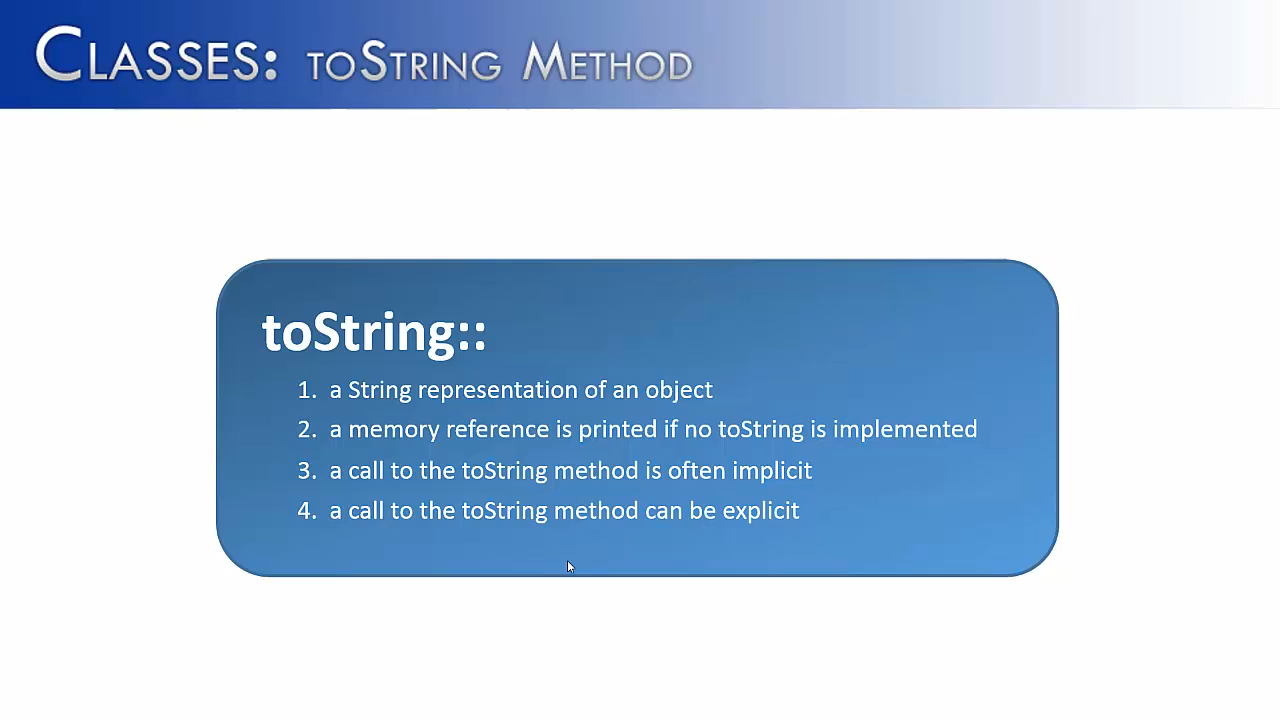 Classes: toString Method
toString::
1. a String representation of an object
2. a memory reference is printed if no toString is implemented
3. a call to the toString method is often implicit
4. a call to the toString method can be explicit